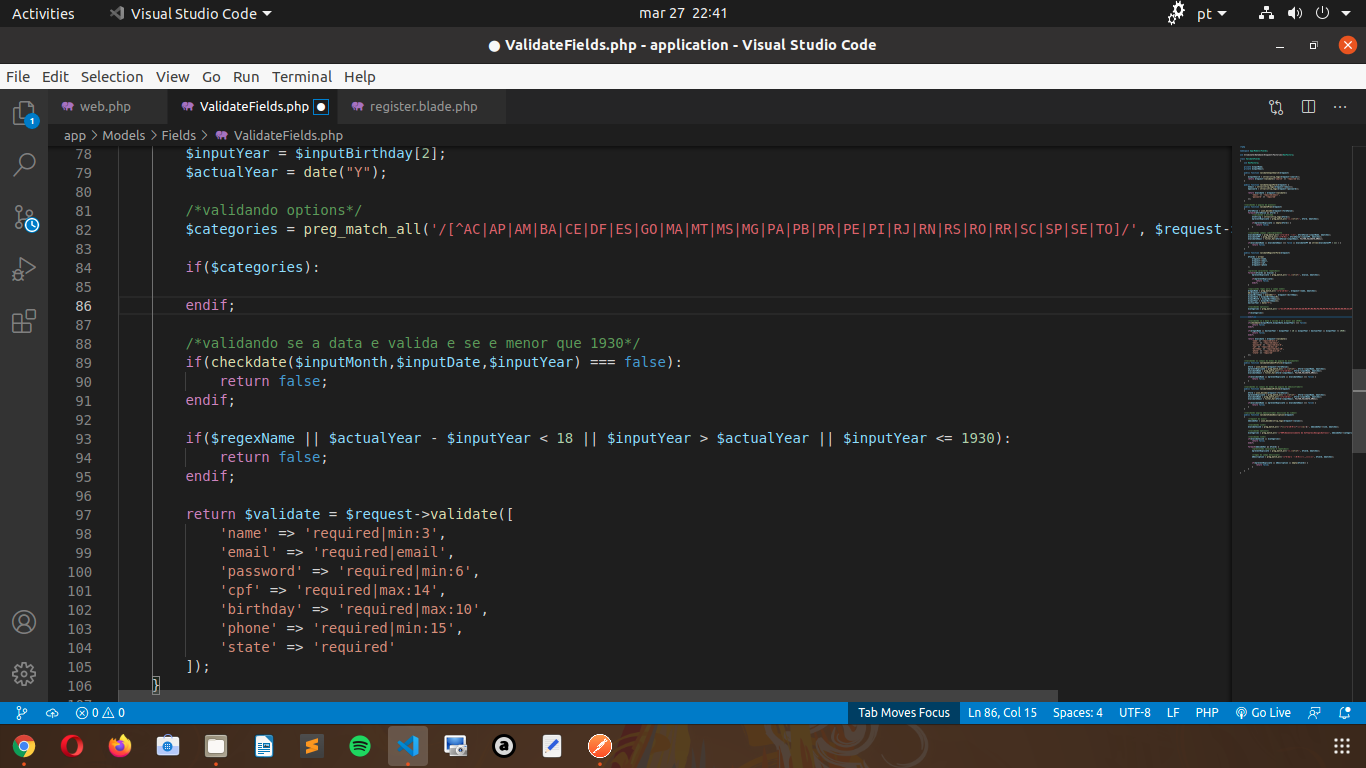 Activities
Visual Studio Code
mar 27 22:41
pt
● ValidateFields.php - application - Visual Studio Code
File Edit Selection View Go Run Terminal Help
1
web.php
ValidateFields.php
register.blade.php
app > Models > Fields > ValidateFields.php
78 $inputYear = $inputBirthday[2];
79 $actualYear = date("Y");
80
81 /*validando options*/
82 $categories = preg_match_all('/[^AC|AP|AM|BA|CE|DF|ES|GO|MA|MT|MS|MG|PA|PB|PR|PE|PI|RJ|RN|RS|RO|RR|SC|SP|SE|TO]/', $request-
83
84 if($categories):
85
86 endif;
87
88 /*validando se a data e valida e se e menor que 1930*/
89 if(checkdate($inputMonth,$inputDate,$inputYear) === false):
90 return false;
91 endif;
92
93 if($regexName || $actualYear - $inputYear < 18 || $inputYear > $actualYear || $inputYear <= 1930):
94 return false;
95 endif;
96
97 return $validate = $request->validate([
98 'name' => 'required|min:3',
99 'email' => 'required|email',
100 'password' => 'required|min:6',
101 'cpf' => 'required|max:14',
102 'birthday' => 'required|max:10',
103 'phone' => 'required|min:15',
104 'state' => 'required'
105 ]);
106 }
0 0
Tab Moves Focus
Ln 86, Col 15
Spaces: 4
UTF-8
LF
PHP
Go Live